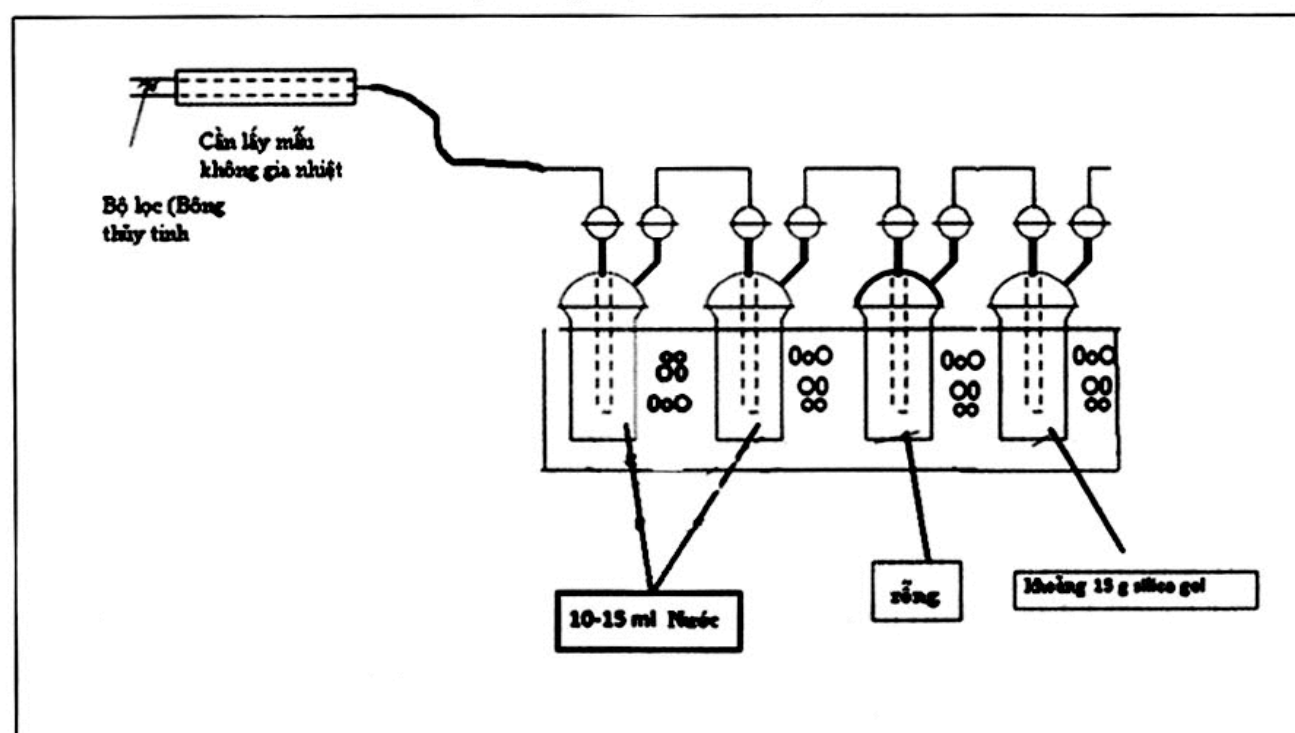 Cần lấy mẫu
không gia nhiệt
Bộ lọc (Bông
thủy tinh
10-15 ml Nước
rỗng
khoảng 15 g silica gel